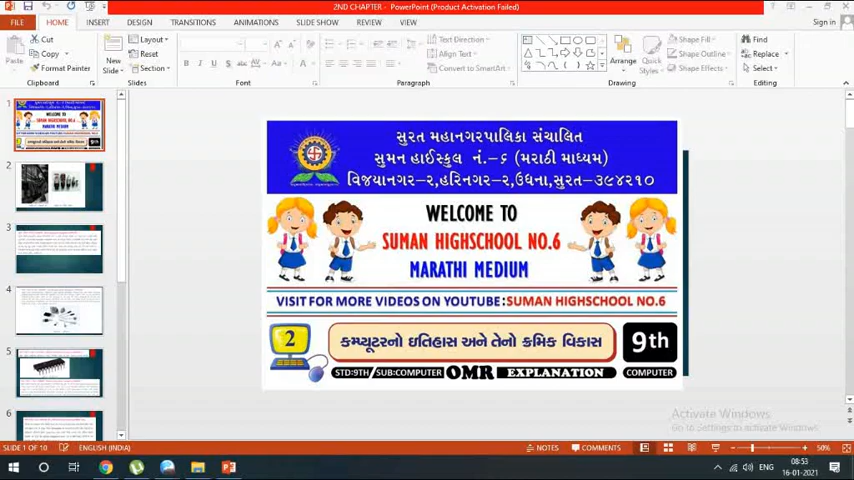 2ND CHAPTER - PowerPoint (Product Activation Failed)
FILE HOME INSERT DESIGN TRANSITIONS ANIMATIONS SLIDE SHOW REVIEW VIEW Sign in
Cut
Copy
Format Painter
Paste
Clipboard
New Slide
Layout
Reset
Section
Slides
Font
Text Direction
Align Text
Convert to SmartArt
Paragraph
Arrange
Quick Styles
Shape Fill
Shape Outline
Shape Effects
Drawing
Find
Replace
Select
Editing
1
2
3
4
5
6
સુરત મહાનગરપાલિકા સંચાલિત
સુમન હાઈસ્કુલ નં.-૬ (મરાઠી માધ્યમ)
વિજયાનગર-૨,હરિનગર-૨,ઉધના,સુરત-૩૯૪૨૧૦
WELCOME TO
SUMAN HIGHSCHOOL NO.6
MARATHI MEDIUM
VISIT FOR MORE VIDEOS ON YOUTUBE:SUMAN HIGHSCHOOL NO.6
2
કમ્પ્યૂટરનો ઇતિહાસ અને તેનો ક્રમિક વિકાસ
9th
STD:9TH/SUB:COMPUTER OMR EXPLANATION COMPUTER
Activate Windows
Go to Settings to activate Windows.
SLIDE 1 OF 10 ENGLISH (INDIA) NOTES COMMENTS 50%
ENG 08:53
16-01-2021